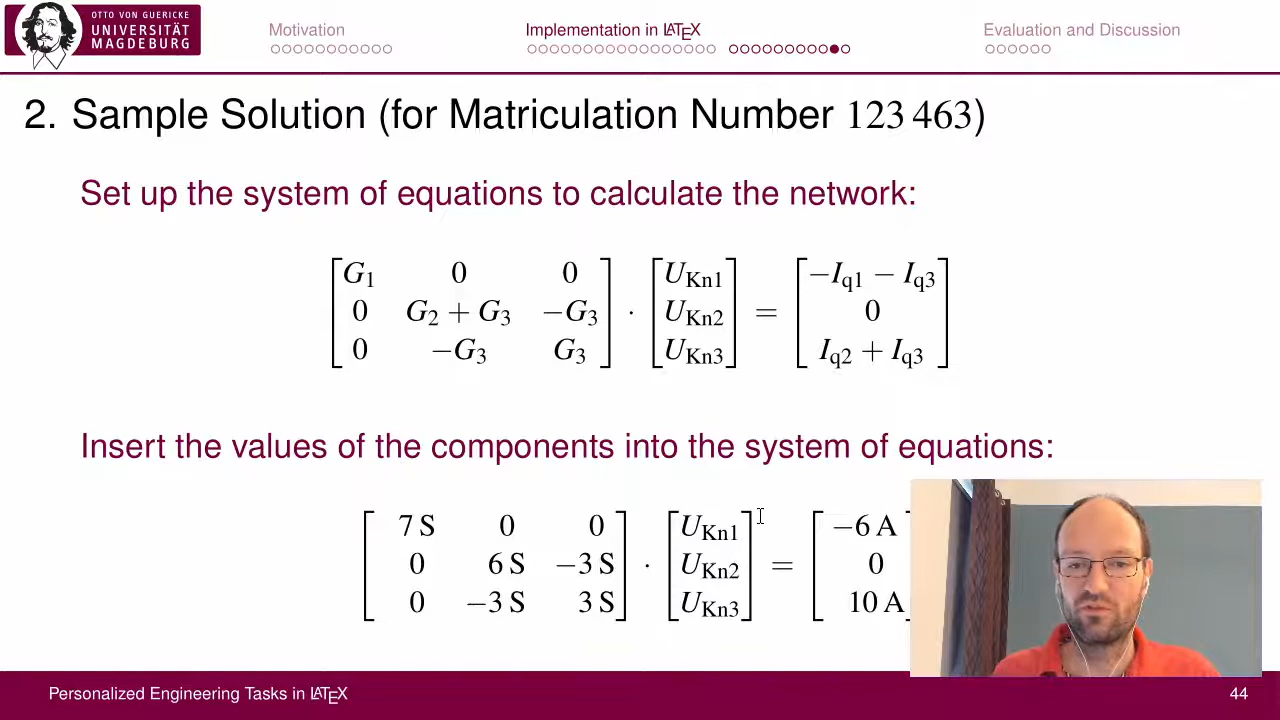 OTTO VON GUERICKE
UNIVERSITÄT
MAGDEBURG
Motivation
Implementation in LATEX
Evaluation and Discussion
2. Sample Solution (for Matriculation Number 123 463)
Set up the system of equations to calculate the network:
[G1 0 0] [UKn1] [−Iq1 − Iq3]
[0 G2 + G3 −G3] · [UKn2] = [0]
[0 −G3 G3] [UKn3] [Iq2 + Iq3]
Insert the values of the components into the system of equations:
[7 S 0 0] [UKn1] [−6 A
[0 6 S −3 S] · [UKn2] = [0
[0 −3 S 3 S] [UKn3] [10 A
Personalized Engineering Tasks in LATEX
44